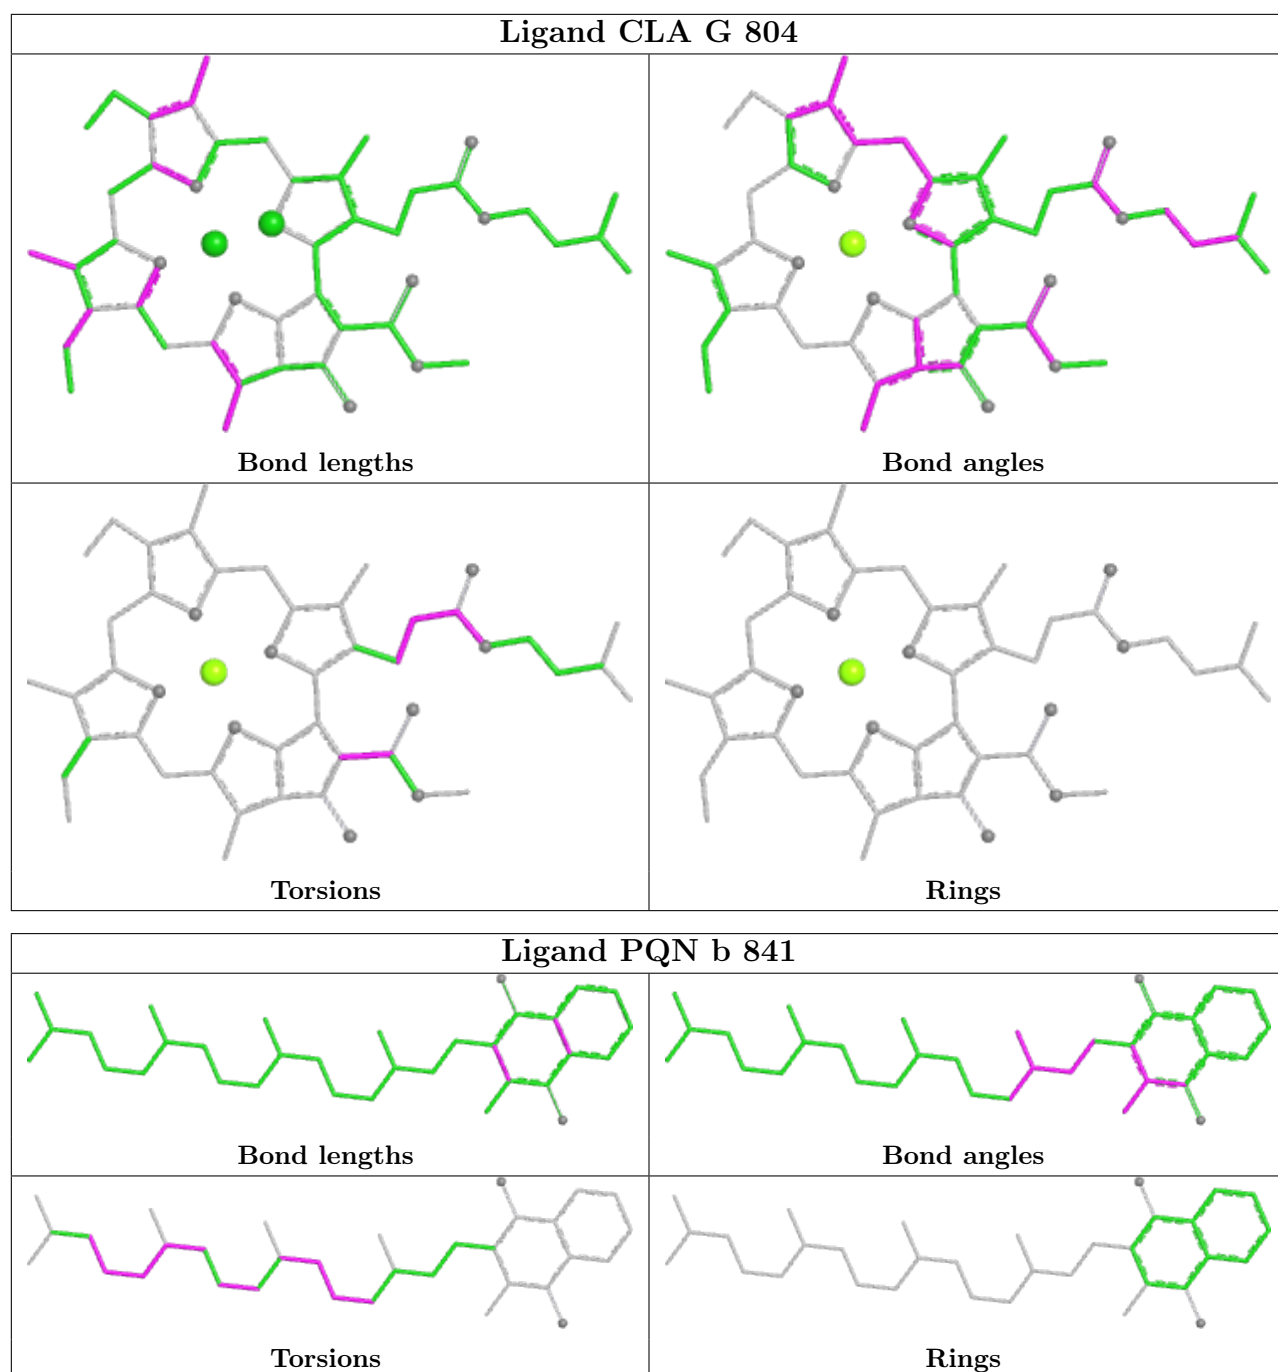 Ligand CLA G 804
Bond lengths
Bond angles
Torsions
Rings
Ligand PQN b 841
Bond lengths
Bond angles
Torsions
Rings